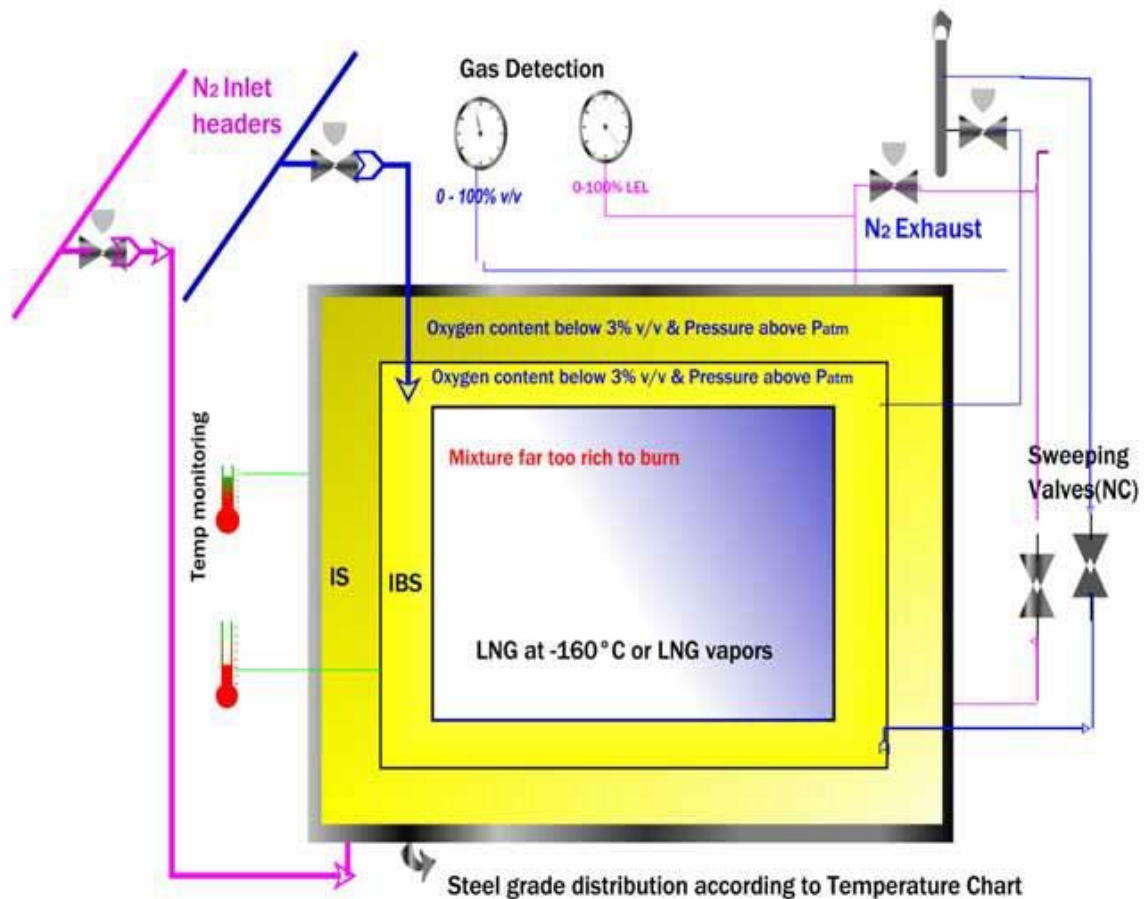 N2 Inlet
headers
Gas Detection
0 - 100% v/v
0-100% LEL
N2 Exhaust
Oxygen content below 3% v/v & Pressure above Patm
Oxygen content below 3% v/v & Pressure above Patm
Mixture far too rich to burn
Temp monitoring
Sweeping
Valves(NC)
IS
IBS
LNG at -160°C or LNG vapors
Steel grade distribution according to Temperature Chart